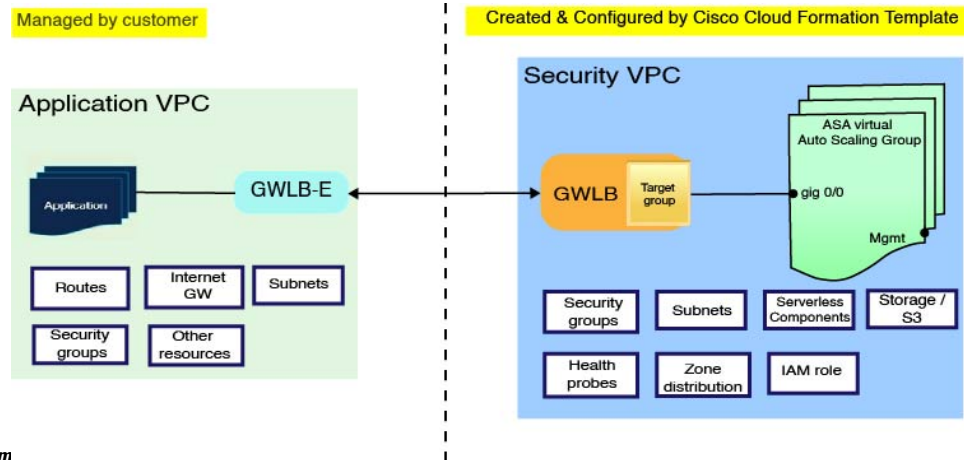 Managed by customer
Created & Configured by Cisco Cloud Formation Template
Application VPC
Application
GWLB-E
Routes
Internet
GW
Subnets
Security
groups
Other
resources
Security VPC
GWLB
Target
group
ASA virtual
Auto Scaling Group
gig 0/0
Mgmt
Security
groups
Subnets
Serverless
Components
Storage /
S3
Health
probes
Zone
distribution
IAM role
m